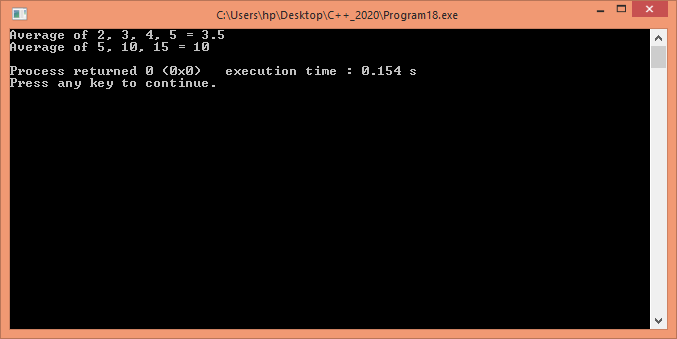 C:\Users\hp\Desktop\C++_2020\Program18.exe
Average of 2, 3, 4, 5 = 3.5
Average of 5, 10, 15 = 10
Process returned 0 (0x0)   execution time : 0.154 s
Press any key to continue.